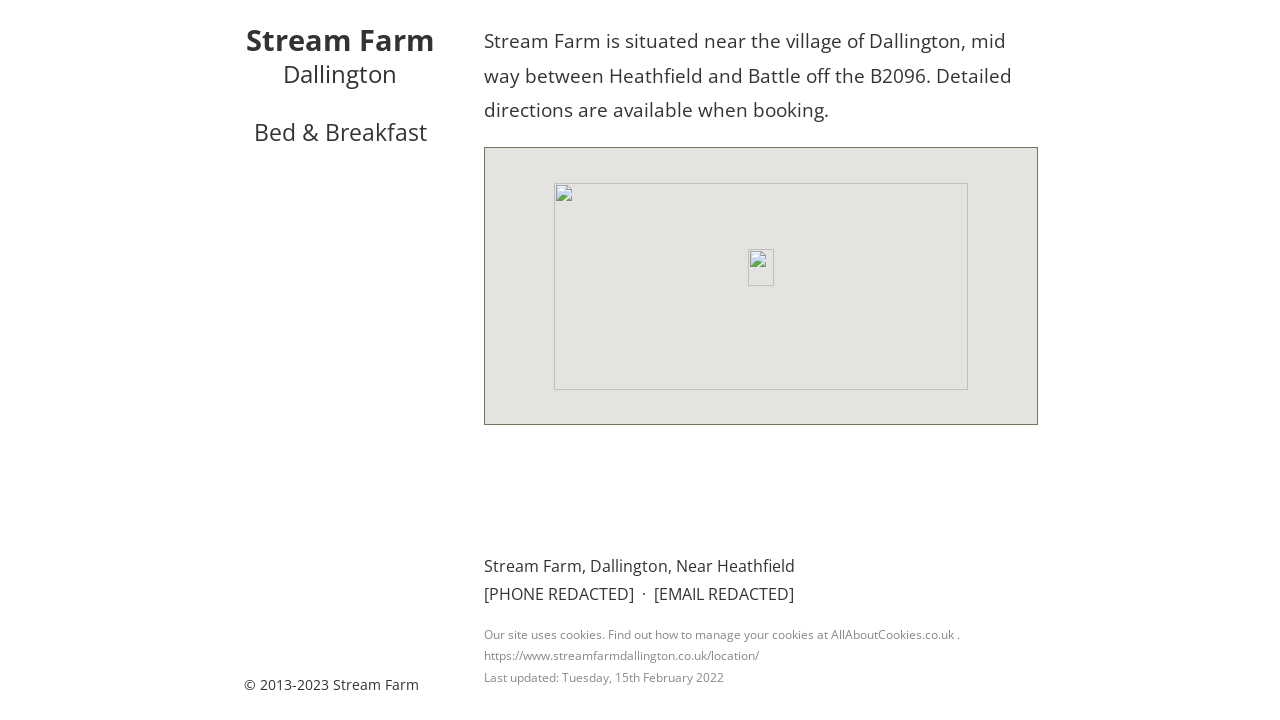 Stream Farm
Dallington
Bed & Breakfast
Stream Farm is situated near the village of Dallington, mid
way between Heathfield and Battle off the B2096. Detailed
directions are available when booking.
Stream Farm, Dallington, Near Heathfield
[PHONE REDACTED] · [EMAIL REDACTED]
Our site uses cookies. Find out how to manage your cookies at AllAboutCookies.co.uk .
https://www.streamfarmdallington.co.uk/location/
Last updated: Tuesday, 15th February 2022
© 2013-2023 Stream Farm